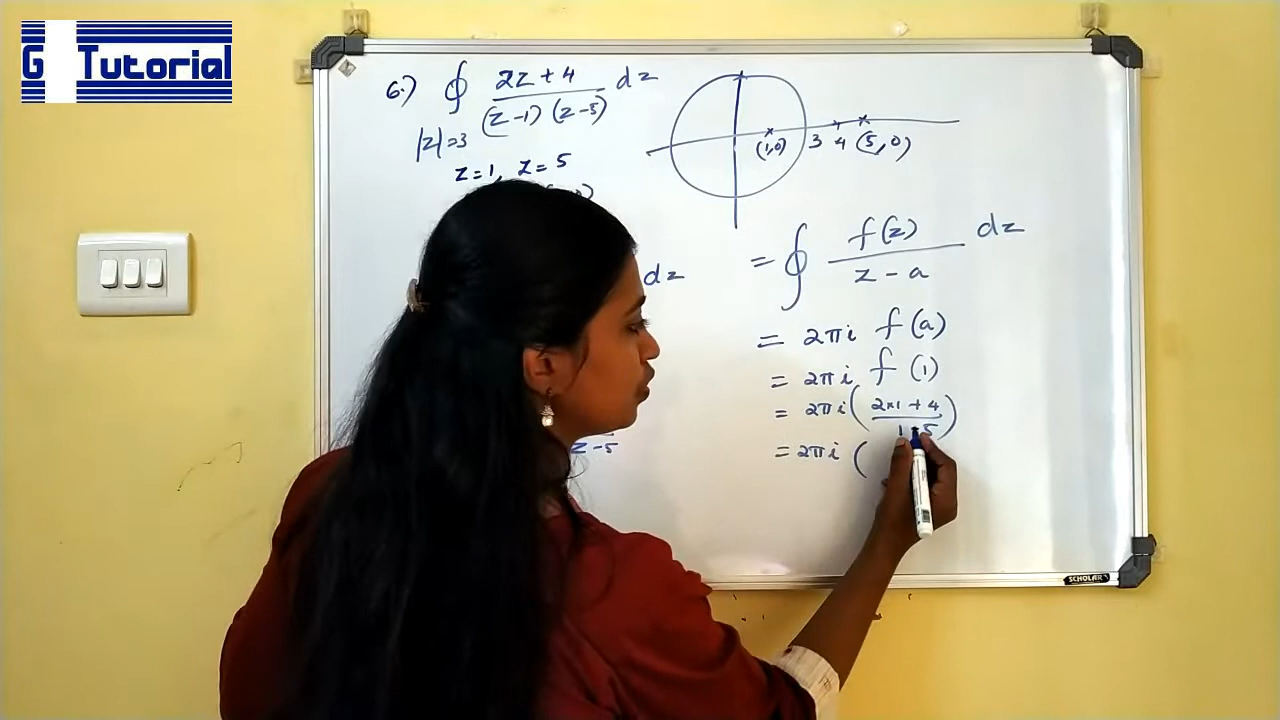 G Tutorial
6.) ∮ 2z+4 / (z-1) (z-5) dz
|z|=3
z=1, z=5
(1,0) 3 4 (5,0)
dz
= ∮ f(z) / z-a dz
= 2πi f(a)
= 2πi f(1)
= 2πi (2×1+4 / 1-5)
= 2πi (
z-5
SCHOLAR